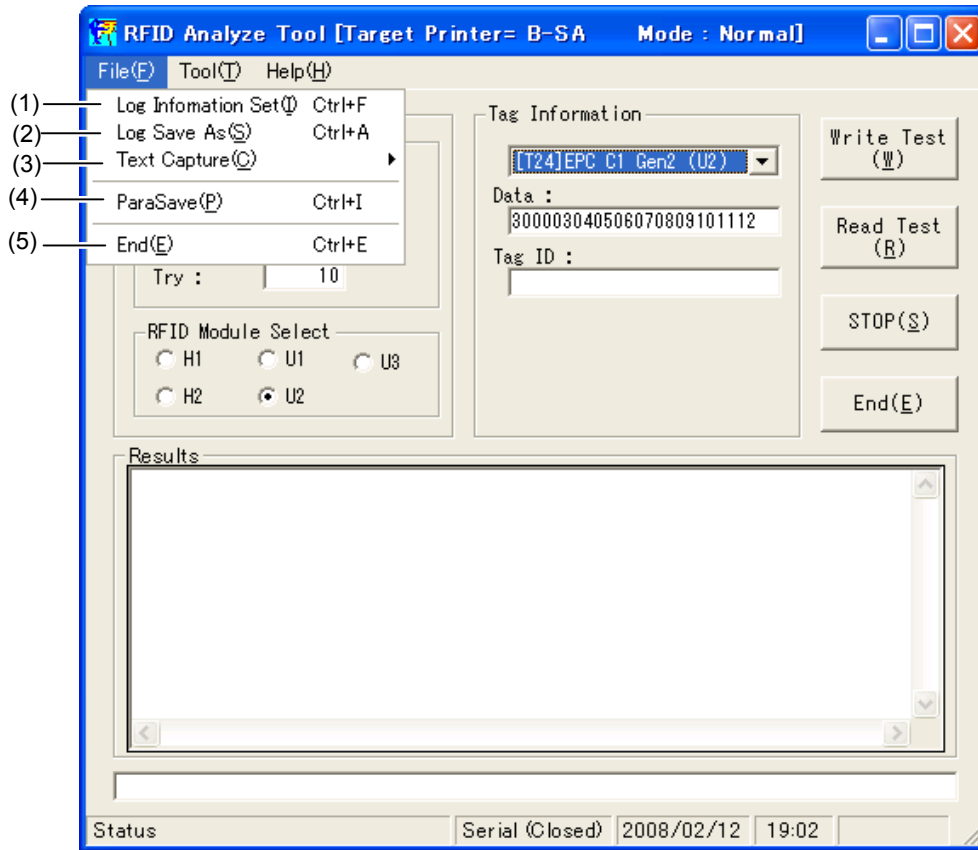 RFID Analyze Tool [Target Printer= B-SA Mode : Normal]
File(F) Tool(T) Help(H)
(1) Log Infomation Set(I) Ctrl+F
(2) Log Save As(S) Ctrl+A
(3) Text Capture(C)
(4) ParaSave(P) Ctrl+I
(5) End(E) Ctrl+E
Try : 10
RFID Module Select
H1 U1 U3
H2 U2
Tag Information
[T24]EPC C1 Gen2 (U2)
Data :
300003040506070809101112
Tag ID :
Write Test
(W)
Read Test
(R)
STOP(S)
End(E)
Results
Status Serial (Closed) 2008/02/12 19:02